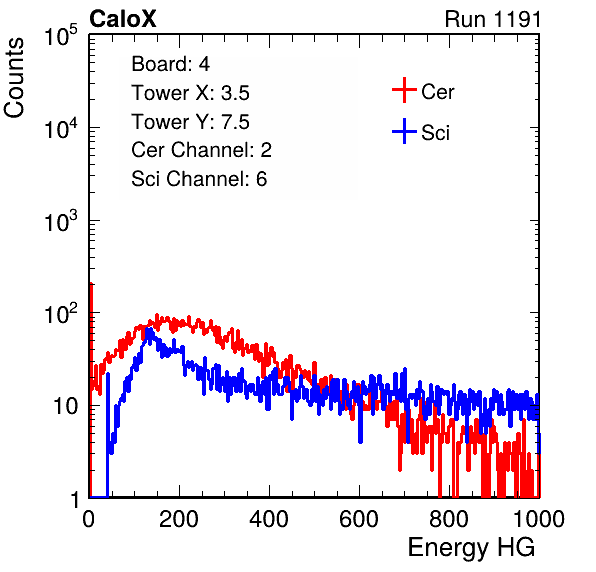 CaloX Run 1191
Counts
10^5
10^4
10^3
10^2
10
1
Board: 4
Tower X: 3.5
Tower Y: 7.5
Cer Channel: 2
Sci Channel: 6
Cer
Sci
0 200 400 600 800 1000
Energy HG